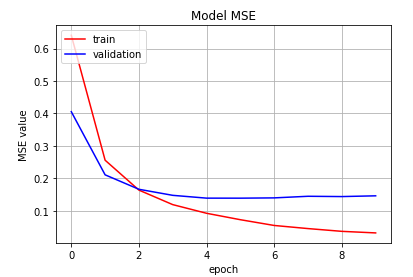 Model MSE
train
validation
MSE value
0.6
0.5
0.4
0.3
0.2
0.1
0 2 4 6 8
epoch